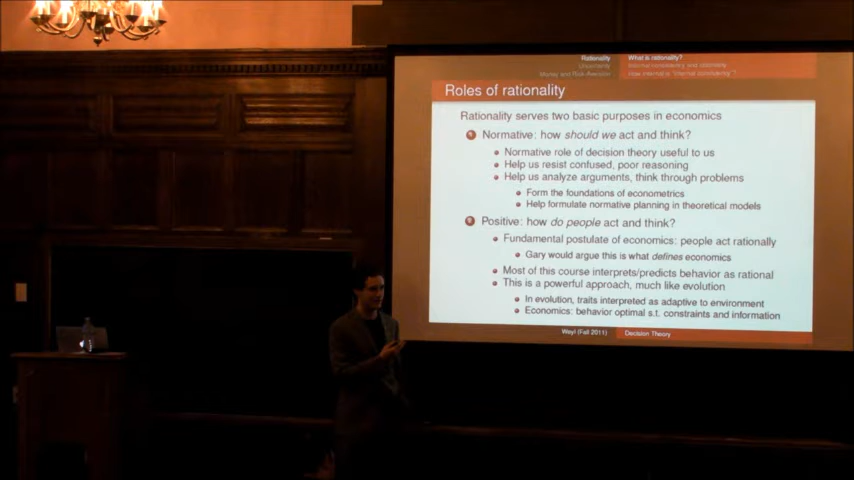 Rationality
Uncertainty
Money and Risk Aversion
What is rationality?
Internal consistency and rationality
How internal is "internal consistency"?
Roles of rationality
Rationality serves two basic purposes in economics
1 Normative: how should we act and think?
Normative role of decision theory useful to us
Help us resist confused, poor reasoning
Help us analyze arguments, think through problems
Form the foundations of econometrics
Help formulate normative planning in theoretical models
2 Positive: how do people act and think?
Fundamental postulate of economics: people act rationally
Gary would argue this is what defines economics
Most of this course interprets/predicts behavior as rational
This is a powerful approach, much like evolution
In evolution, traits interpreted as adaptive to environment
Economics: behavior optimal s.t. constraints and information
Weyl (Fall 2011) Decision Theory